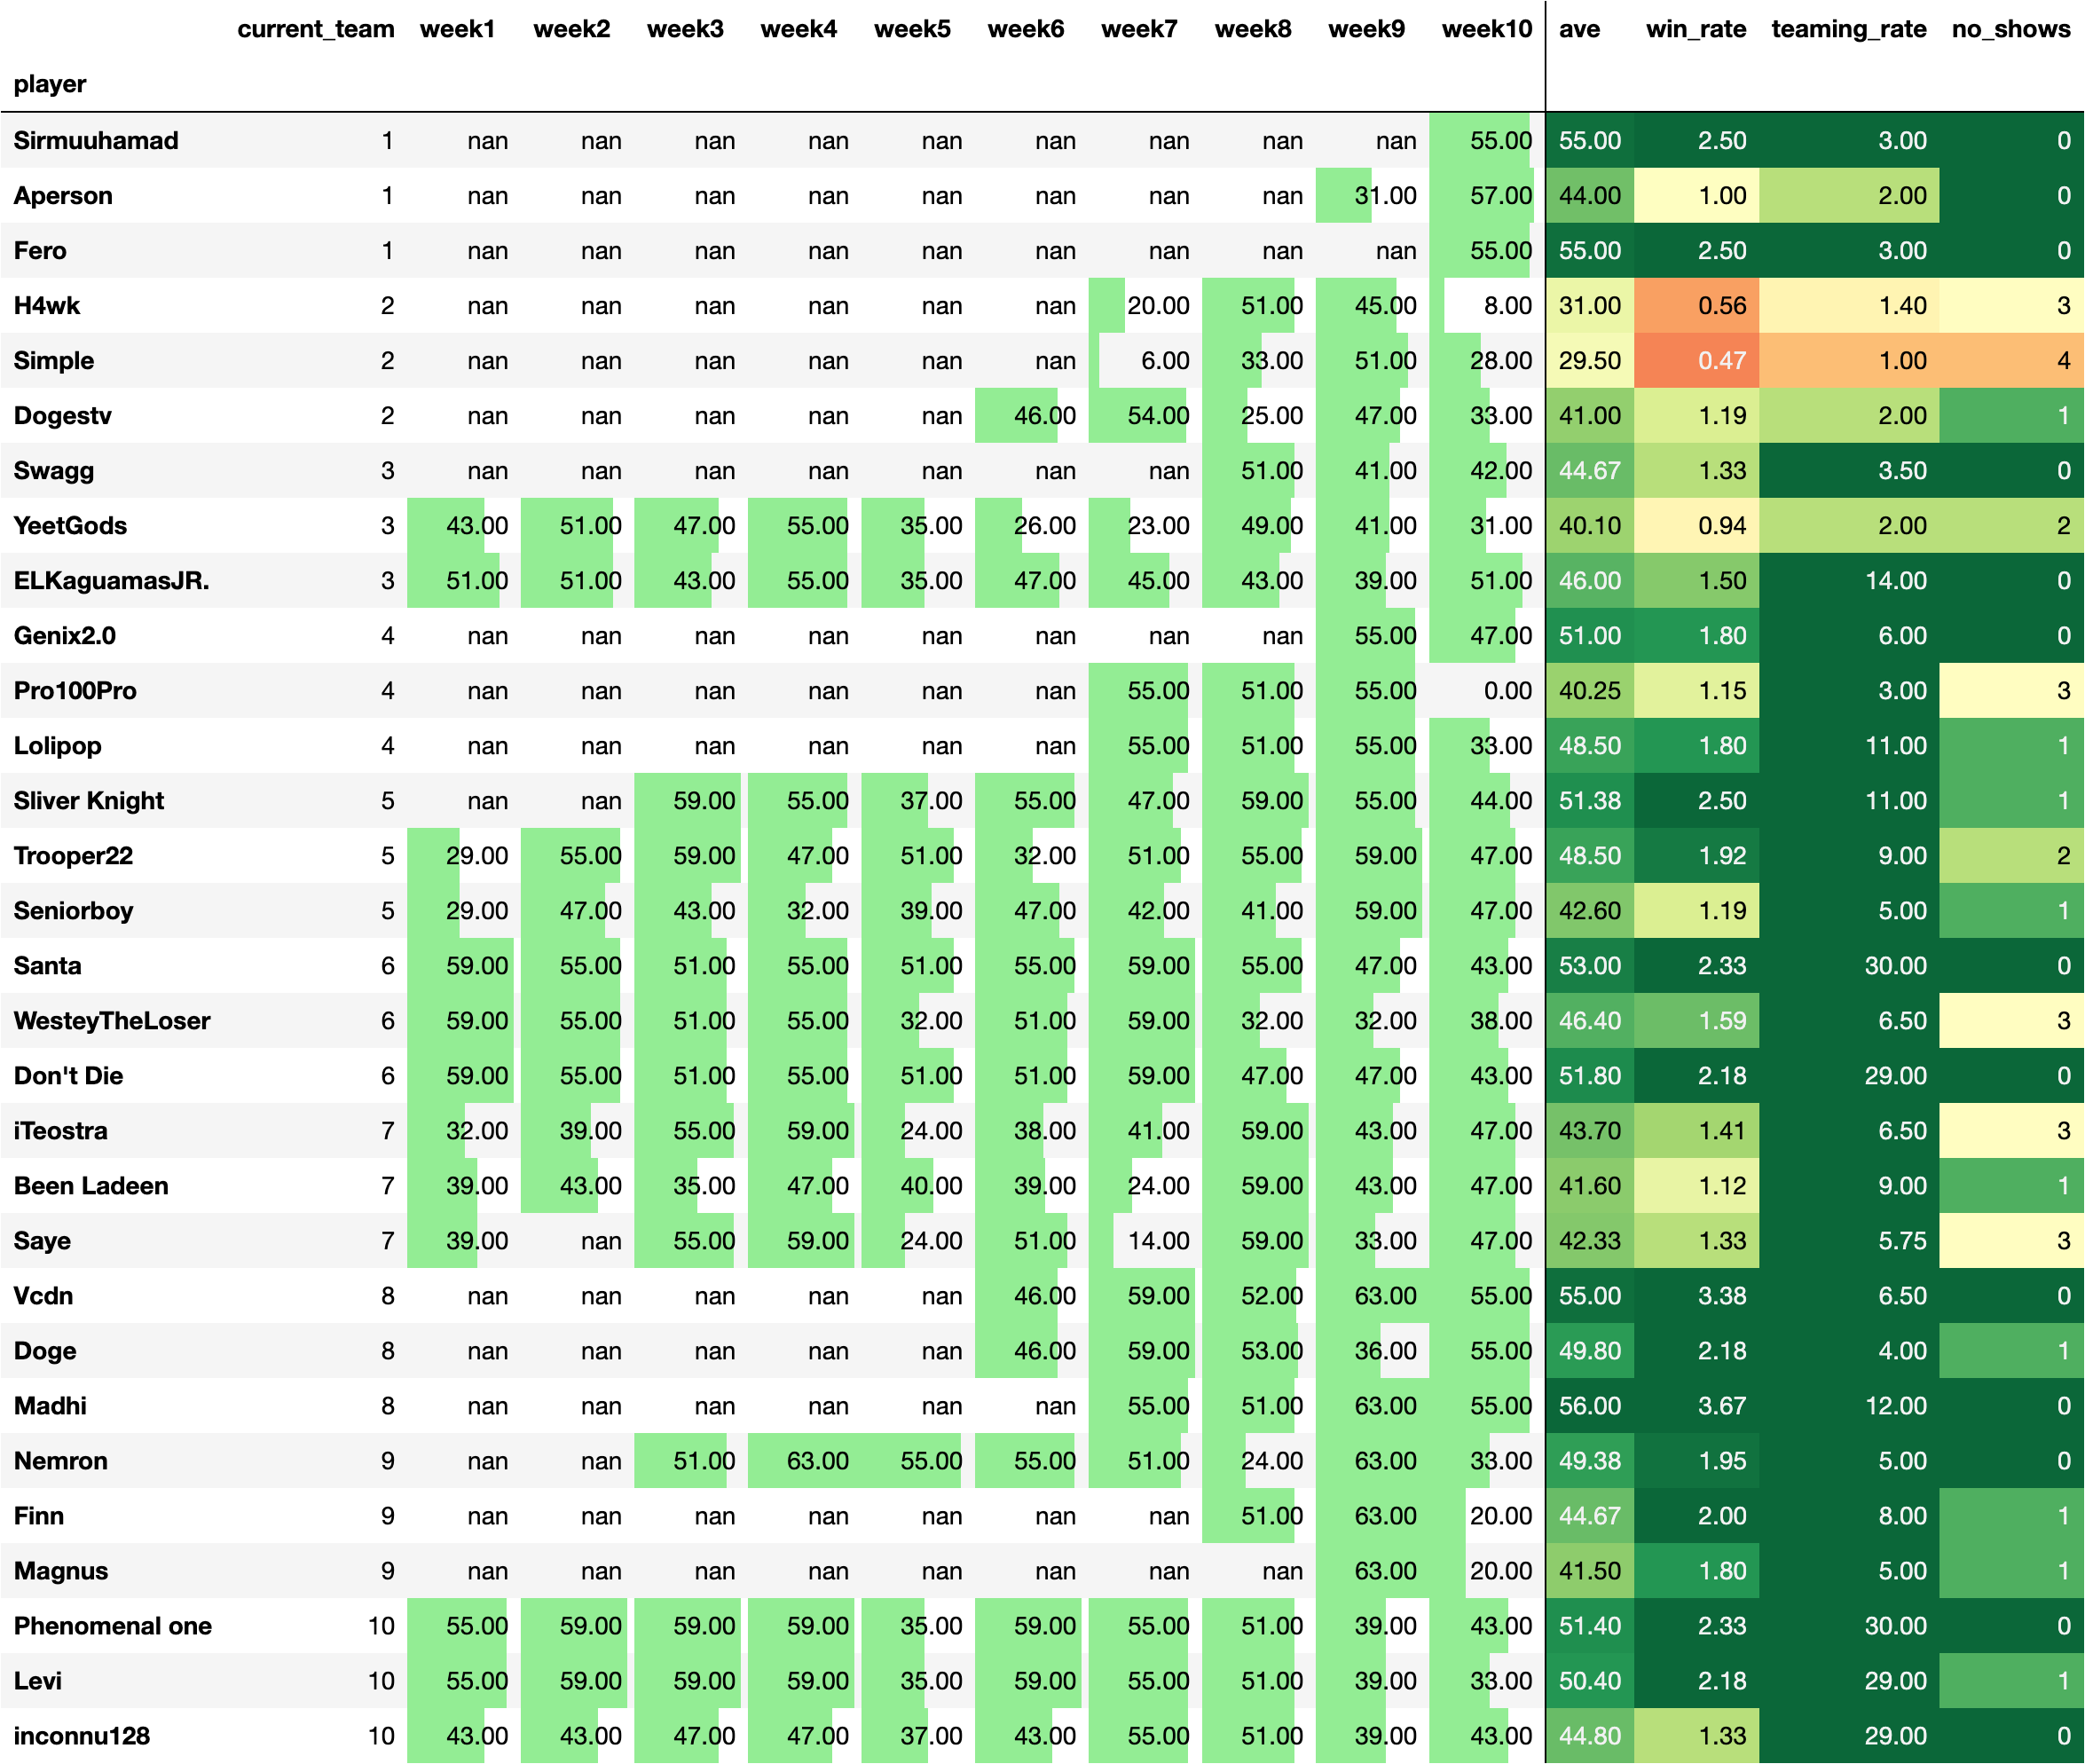 current_team week1 week2 week3 week4 week5 week6 week7 week8 week9 week10 ave win_rate teaming_rate no_shows
player
Sirmuuhamad 1 nan nan nan nan nan nan nan nan nan 55.00 55.00 2.50 3.00 0
Aperson 1 nan nan nan nan nan nan nan nan 31.00 57.00 44.00 1.00 2.00 0
Fero 1 nan nan nan nan nan nan nan nan nan 55.00 55.00 2.50 3.00 0
H4wk 2 nan nan nan nan nan nan 20.00 51.00 45.00 8.00 31.00 0.56 1.40 3
Simple 2 nan nan nan nan nan nan 6.00 33.00 51.00 28.00 29.50 0.47 1.00 4
Dogestv 2 nan nan nan nan nan 46.00 54.00 25.00 47.00 33.00 41.00 1.19 2.00 1
Swagg 3 nan nan nan nan nan nan nan 51.00 41.00 42.00 44.67 1.33 3.50 0
YeetGods 3 43.00 51.00 47.00 55.00 35.00 26.00 23.00 49.00 41.00 31.00 40.10 0.94 2.00 2
ELKaguamasJR. 3 51.00 51.00 43.00 55.00 35.00 47.00 45.00 43.00 39.00 51.00 46.00 1.50 14.00 0
Genix2.0 4 nan nan nan nan nan nan nan nan 55.00 47.00 51.00 1.80 6.00 0
Pro100Pro 4 nan nan nan nan nan nan 55.00 51.00 55.00 0.00 40.25 1.15 3.00 3
Lolipop 4 nan nan nan nan nan nan 55.00 51.00 55.00 33.00 48.50 1.80 11.00 1
Sliver Knight 5 nan nan 59.00 55.00 37.00 55.00 47.00 59.00 55.00 44.00 51.38 2.50 11.00 1
Trooper22 5 29.00 55.00 59.00 47.00 51.00 32.00 51.00 55.00 59.00 47.00 48.50 1.92 9.00 2
Seniorboy 5 29.00 47.00 43.00 32.00 39.00 47.00 42.00 41.00 59.00 47.00 42.60 1.19 5.00 1
Santa 6 59.00 55.00 51.00 55.00 51.00 55.00 59.00 55.00 47.00 43.00 53.00 2.33 30.00 0
WesteyTheLoser 6 59.00 55.00 51.00 55.00 32.00 51.00 59.00 32.00 32.00 38.00 46.40 1.59 6.50 3
Don't Die 6 59.00 55.00 51.00 55.00 51.00 51.00 59.00 47.00 47.00 43.00 51.80 2.18 29.00 0
iTeostra 7 32.00 39.00 55.00 59.00 24.00 38.00 41.00 59.00 43.00 47.00 43.70 1.41 6.50 3
Been Ladeen 7 39.00 43.00 35.00 47.00 40.00 39.00 24.00 59.00 43.00 47.00 41.60 1.12 9.00 1
Saye 7 39.00 nan 55.00 59.00 24.00 51.00 14.00 59.00 33.00 47.00 42.33 1.33 5.75 3
Vcdn 8 nan nan nan nan nan 46.00 59.00 52.00 63.00 55.00 55.00 3.38 6.50 0
Doge 8 nan nan nan nan nan 46.00 59.00 53.00 36.00 55.00 49.80 2.18 4.00 1
Madhi 8 nan nan nan nan nan nan 55.00 51.00 63.00 55.00 56.00 3.67 12.00 0
Nemron 9 nan nan 51.00 63.00 55.00 55.00 51.00 24.00 63.00 33.00 49.38 1.95 5.00 0
Finn 9 nan nan nan nan nan nan nan 51.00 63.00 20.00 44.67 2.00 8.00 1
Magnus 9 nan nan nan nan nan nan nan nan 63.00 20.00 41.50 1.80 5.00 1
Phenomenal one 10 55.00 59.00 59.00 59.00 35.00 59.00 55.00 51.00 39.00 43.00 51.40 2.33 30.00 0
Levi 10 55.00 59.00 59.00 59.00 35.00 59.00 55.00 51.00 39.00 33.00 50.40 2.18 29.00 1
inconnu128 10 43.00 43.00 47.00 47.00 37.00 43.00 55.00 51.00 39.00 43.00 44.80 1.33 29.00 0